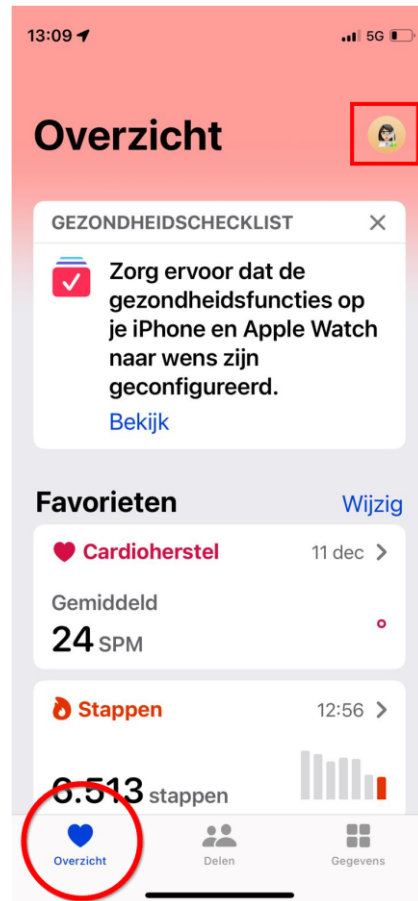 13:09 5G
Overzicht
GEZONDHEIDSCHECKLIST
Zorg ervoor dat de
gezondheidsfuncties op
je iPhone en Apple Watch
naar wens zijn
geconfigureerd.
Bekijk
Favorieten Wijzig
Cardioherstel 11 dec
Gemiddeld
24 SPM
Stappen 12:56
6.513 stappen
Overzicht Delen Gegevens